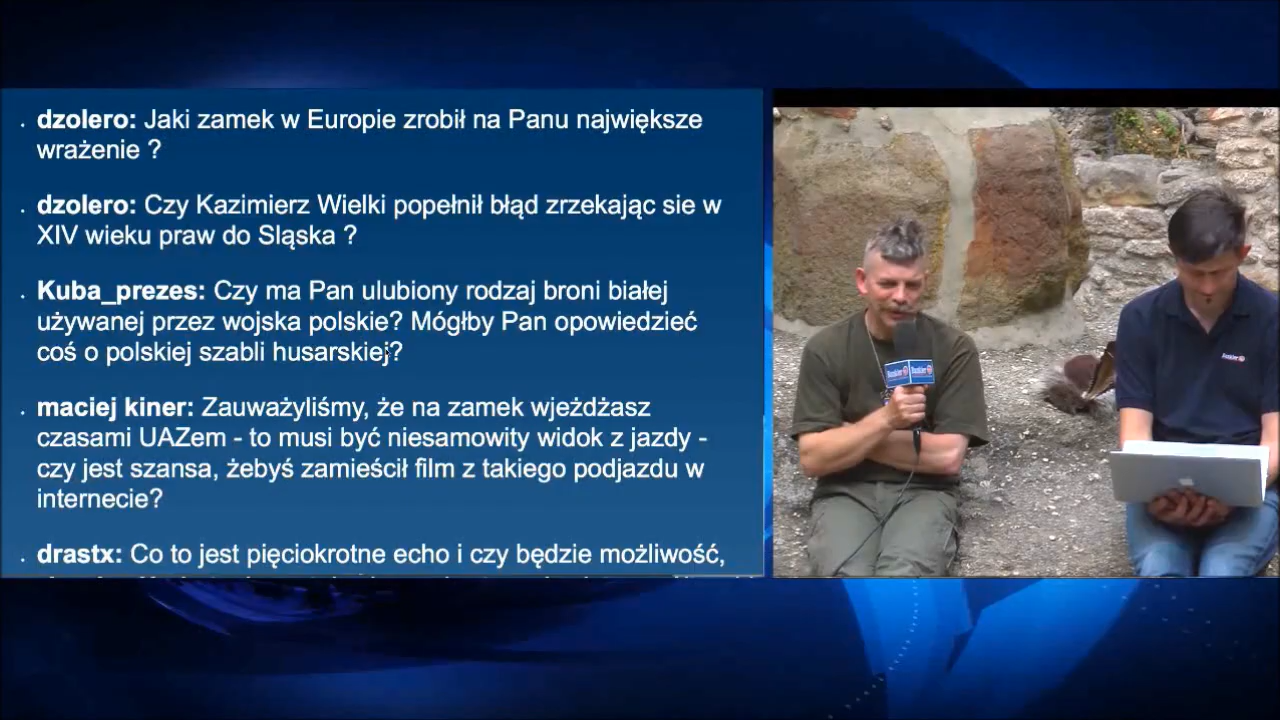 dzolero: Jaki zamek w Europie zrobił na Panu największe
wrażenie ?
dzolero: Czy Kazimierz Wielki popełnił błąd zrzekając sie w
XIV wieku praw do Sląska ?
Kuba_prezes: Czy ma Pan ulubiony rodzaj broni białej
używanej przez wojska polskie? Mógłby Pan opowiedzieć
coś o polskiej szabli husarskiej?
maciej kiner: Zauważyliśmy, że na zamek wjeżdżasz
czasami UAZem - to musi być niesamowity widok z jazdy -
czy jest szansa, żebyś zamieścił film z takiego podjazdu w
internecie?
drastx: Co to jest pięciokrotne echo i czy będzie możliwość,